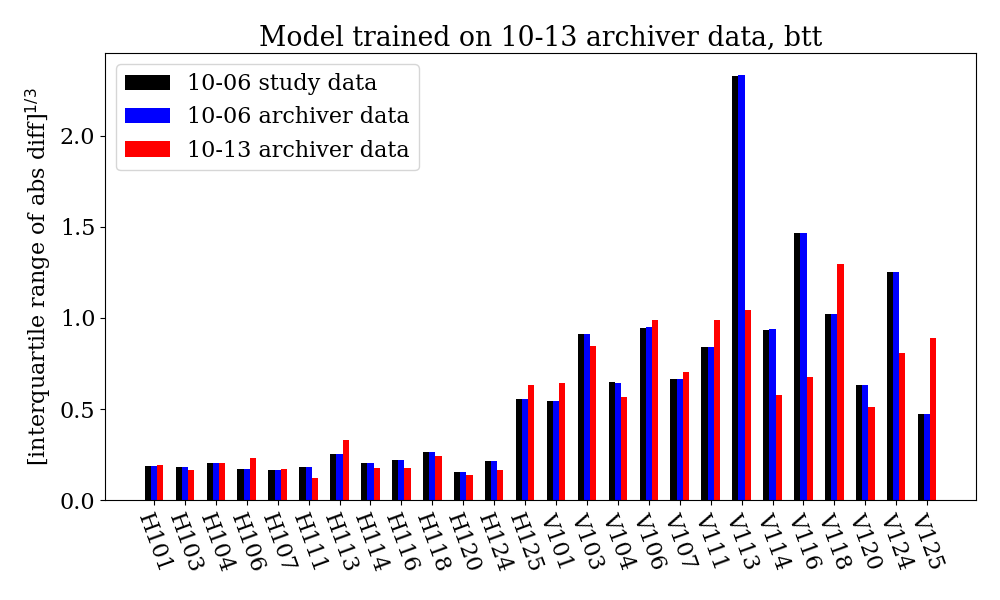 Model trained on 10-13 archiver data, btt
[interquartile range of abs diff]^{1/3}
10-06 study data
10-06 archiver data
10-13 archiver data
2.0
1.5
1.0
0.5
0.0
H101
H103
H104
H106
H107
H111
H113
H114
H116
H118
H120
H124
H125
V101
V103
V104
V106
V107
V111
V113
V114
V116
V118
V120
V124
V125